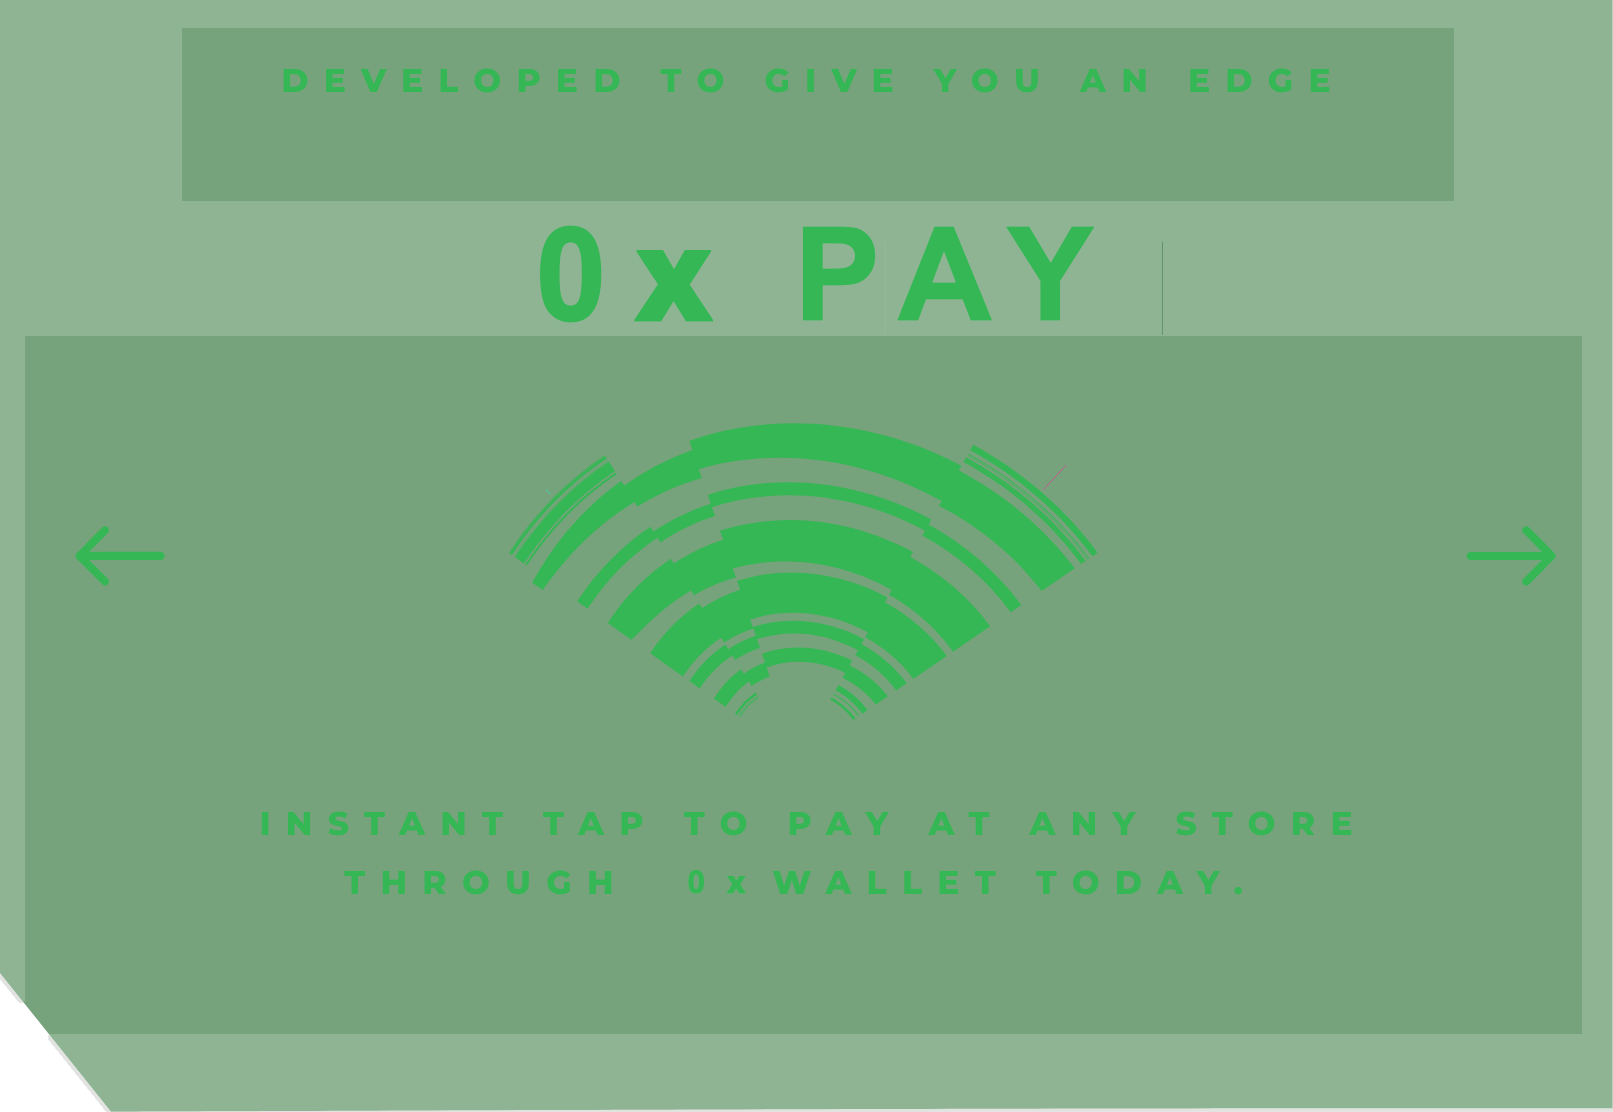 DEVELOPED TO GIVE YOU AN EDGE
0x PAY
INSTANT TAP TO PAY AT ANY STORE
THROUGH 0x WALLET TODAY.